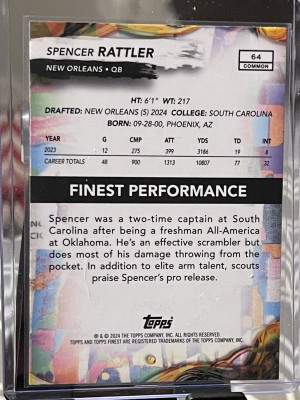 SPENCER RATTLER
64
COMMON
NEW ORLEANS • QB
HT: 6'1" WT: 217
DRAFTED: NEW ORLEANS (5) 2024 COLLEGE: SOUTH CAROLINA
BORN: 09-28-00, PHOENIX, AZ
YEAR G CMP ATT YDS TD INT
2023 12 275 399 3186 19 8
CAREER TOTALS 48 900 1313 10807 77 32
FINEST PERFORMANCE
Spencer was a two-time captain at South
Carolina after being a freshman All-America
at Oklahoma. He's an effective scrambler but
does most of his damage throwing from the
pocket. In addition to elite arm talent, scouts
praise Spencer's pro release.
topps
® & © 2024 THE TOPPS COMPANY, INC. ALL RIGHTS RESERVED.
TOPPS AND TOPPS FINEST ARE REGISTERED TRADEMARKS OF THE TOPPS COMPANY, INC.